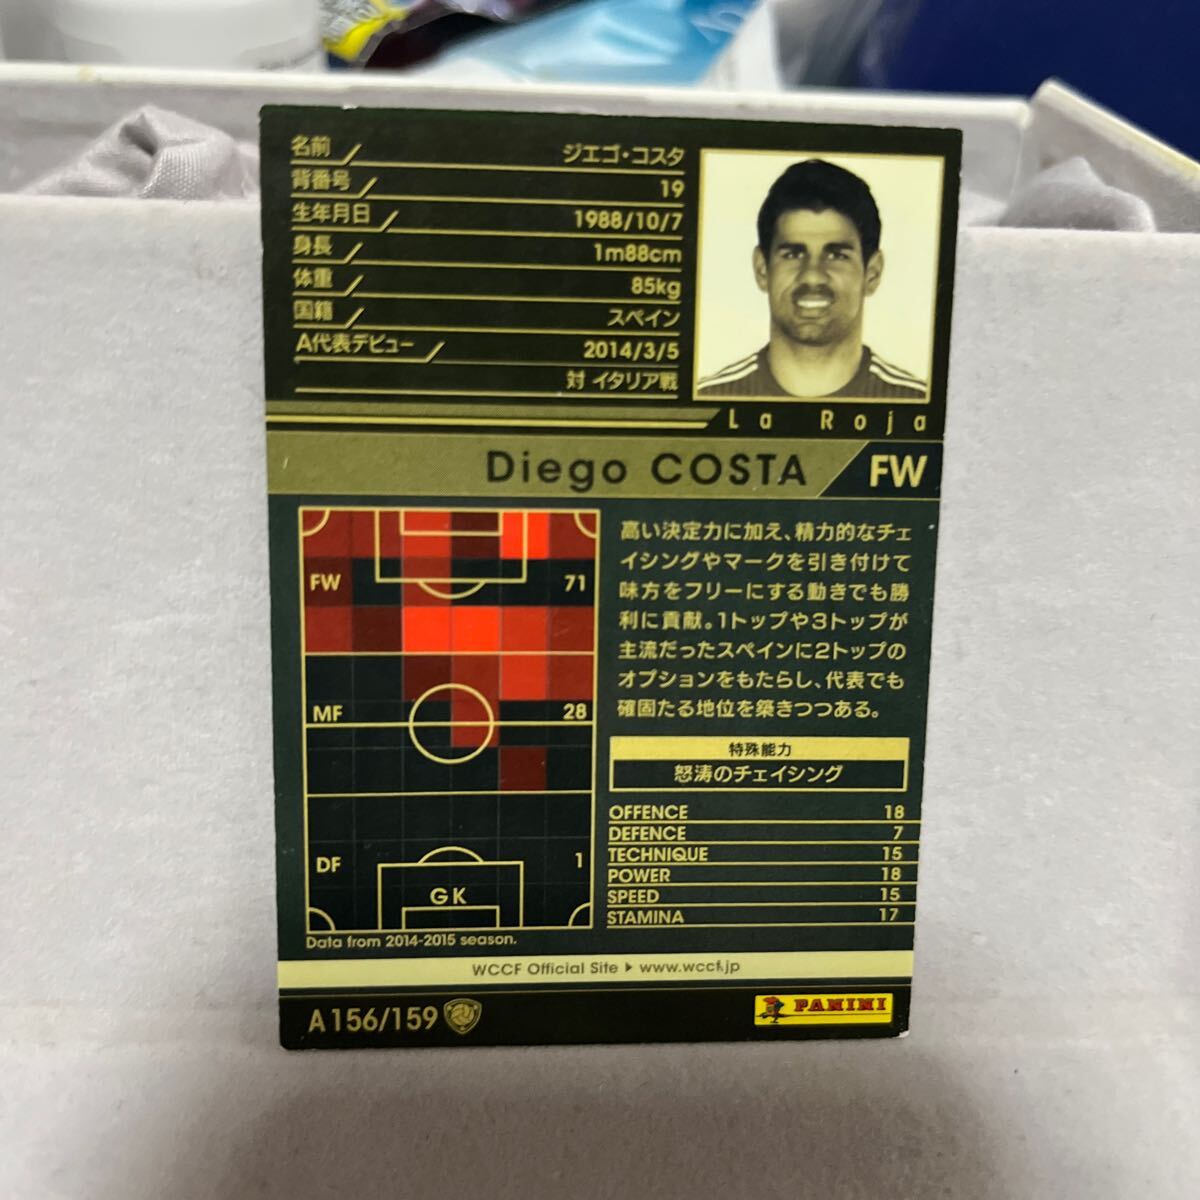 名前 ジエゴ・コスタ
背番号 19
生年月日 1988/10/7
身長 1m88cm
体重 85kg
国籍 スペイン
A代表デビュー 2014/3/5
対 イタリア戦
La Roja
Diego COSTA FW
FW 71
MF 28
DF 1
GK
Data from 2014-2015 season.
高い決定力に加え、精力的なチェ
イシングやマークを引き付けて
味方をフリーにする動きでも勝
利に貢献。1トップや3トップが
主流だったスペインに2トップの
オプションをもたらし、代表でも
確固たる地位を築きつつある。
特殊能力
怒涛のチェイシング
OFFENCE 18
DEFENCE 7
TECHNIQUE 15
POWER 18
SPEED 15
STAMINA 17
WCCF Official Site ▶ www.wccf.jp
A156/159
PANINI